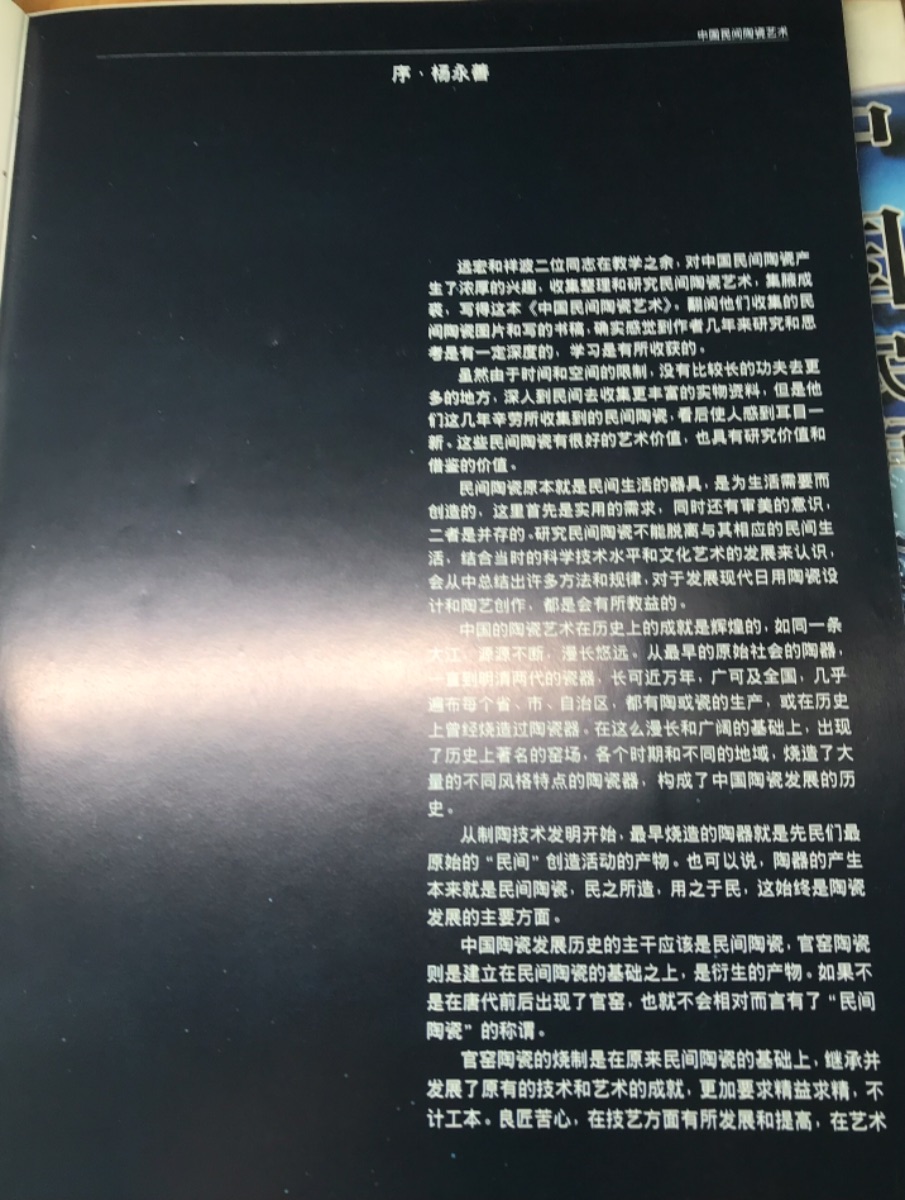 中国民间陶瓷艺术
序·杨永善
远宏和祥波二位同志在教学之余，对中国民间陶瓷产
生了浓厚的兴趣，收集整理和研究民间陶瓷艺术，集腋成
裘，写得这本《中国民间陶瓷艺术》，翻阅他们收集的民
间陶瓷图片和写的书稿，确实感觉到作者几年来研究和思
考是有一定深度的，学习是有所收获的。
虽然由于时间和空间的限制，没有比较长的功夫去更
多的地方，深入到民间去收集更丰富的实物资料，但是他
们这几年辛劳所收集到的民间陶瓷，看后使人感到耳目一
新。这些民间陶瓷有很好的艺术价值，也具有研究价值和
借鉴的价值。
民间陶瓷原本就是民间生活的器具，是为生活需要而
创造的，这里首先是实用的需求，同时还有审美的意识，
二者是并存的。研究民间陶瓷不能脱离与其相应的民间生
活，结合当时的科学技术水平和文化艺术的发展来认识，
会从中总结出许多方法和规律，对于发展现代日用陶瓷设
计和陶艺创作，都是会有所教益的。
中国的陶瓷艺术在历史上的成就是辉煌的，如同一条
大江，源源不断，漫长悠远。从最早的原始社会的陶器，
一直到明清两代的瓷器，长可近万年，广可及全国，几乎
遍布每个省、市、自治区，都有陶或瓷的生产，或在历史
上曾经烧造过陶瓷器。在这么漫长和广阔的基础上，出现
了历史上著名的窑场，各个时期和不同的地域，烧造了大
量的不同风格特点的陶瓷器，构成了中国陶瓷发展的历
史。
从制陶技术发明开始，最早烧造的陶器就是先民们最
原始的“民间”创造活动的产物。也可以说，陶器的产生
本来就是民间陶瓷，民之所造，用之于民，这始终是陶瓷
发展的主要方面。
中国陶瓷发展历史的主干应该是民间陶瓷，官窑陶瓷
则是建立在民间陶瓷的基础之上，是衍生的产物。如果不
是在唐代前后出现了官窑，也就不会相对而言有了“民间
陶瓷”的称谓。
官窑陶瓷的烧制是在原来民间陶瓷的基础上，继承并
发展了原有的技术和艺术的成就，更加要求精益求精，不
计工本。良匠苦心，在技艺方面有所发展和提高，在艺术